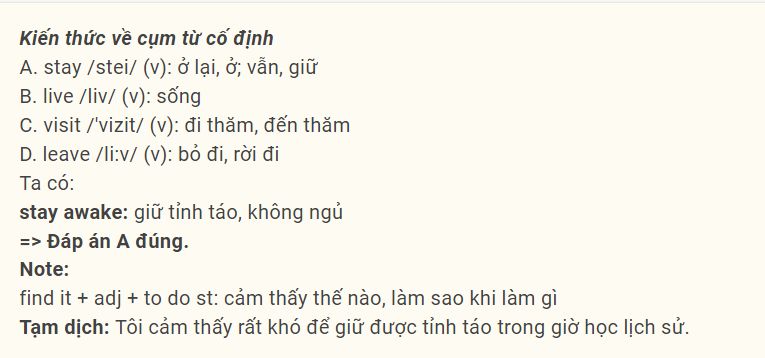 Kiến thức về cụm từ cố định
A. stay /stei/ (v): ở lại, ở; vẫn, giữ
B. live /liv/ (v): sống
C. visit /'vizit/ (v): đi thăm, đến thăm
D. leave /li:v/ (v): bỏ đi, rời đi
Ta có:
stay awake: giữ tỉnh táo, không ngủ
=> Đáp án A đúng.
Note:
find it + adj + to do st: cảm thấy thế nào, làm sao khi làm gì
Tạm dịch: Tôi cảm thấy rất khó để giữ được tỉnh táo trong giờ học lịch sử.